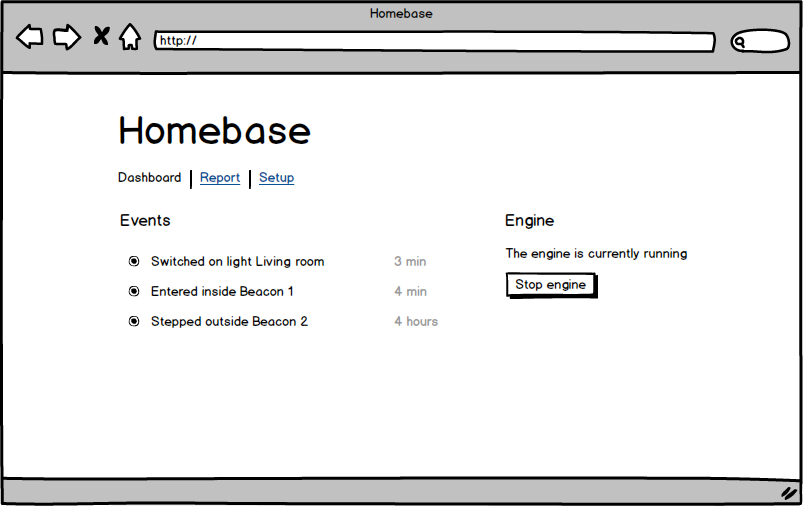 Homebase
http://
Homebase
Dashboard | Report | Setup
Events
Switched on light Living room 3 min
Entered inside Beacon 1 4 min
Stepped outside Beacon 2 4 hours
Engine
The engine is currently running
Stop engine